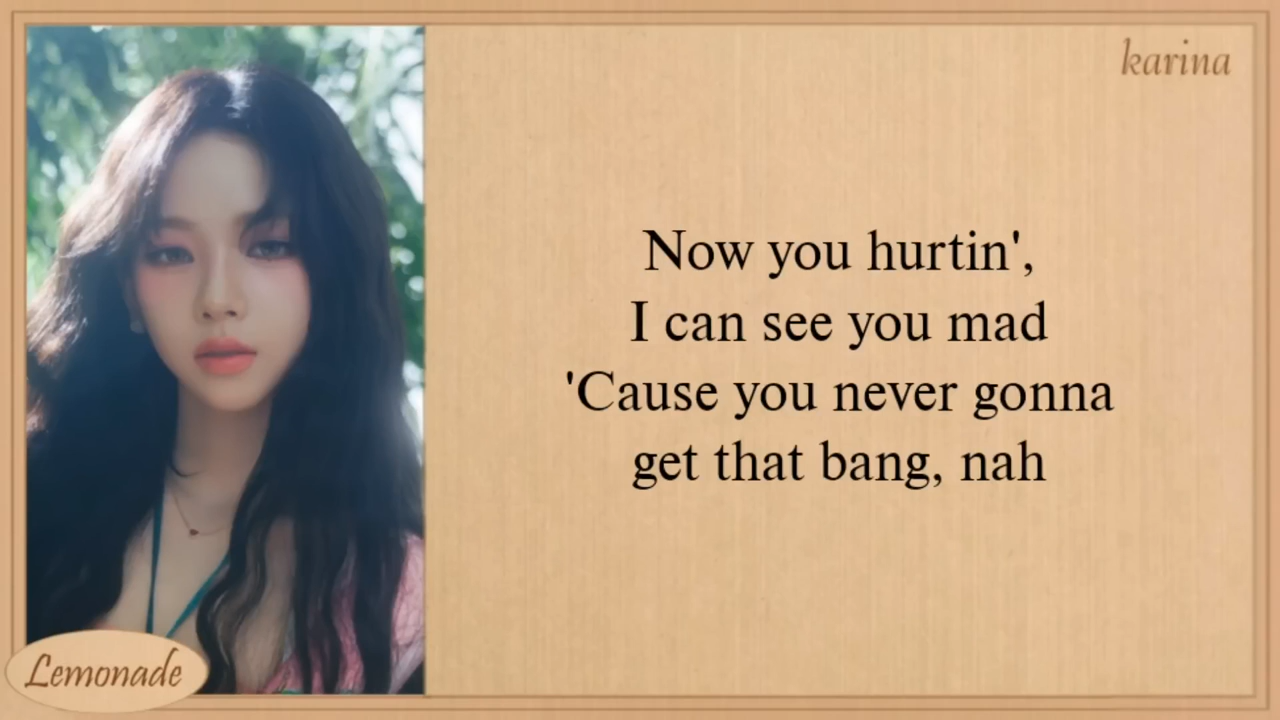 karina
Now you hurtin',
I can see you mad
'Cause you never gonna
get that bang, nah
Lemonade